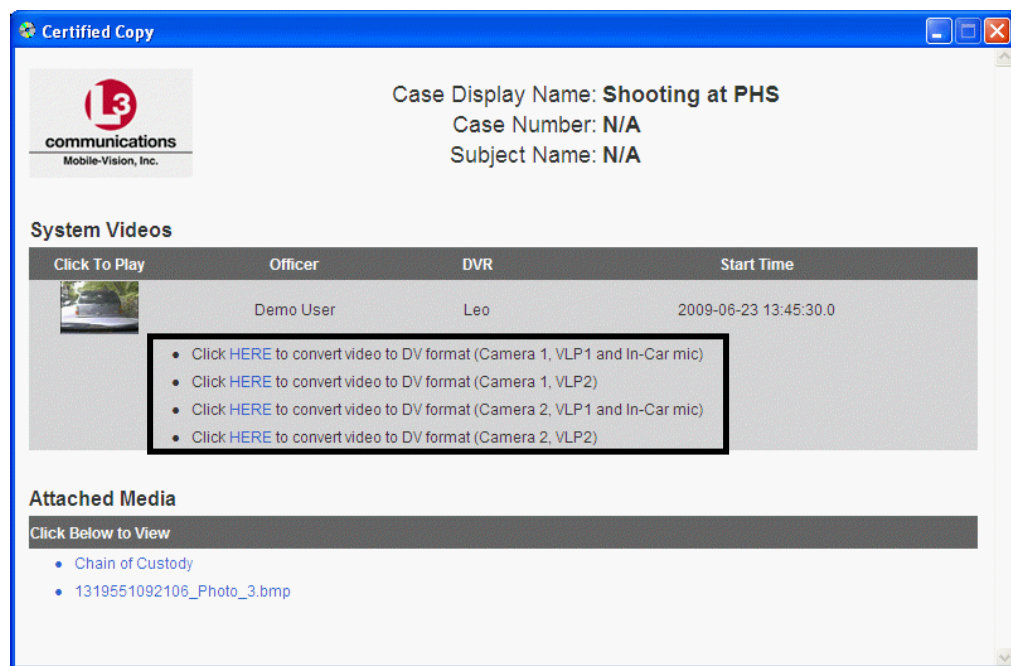 Certified Copy
L3
communications
Mobile-Vision, Inc.
Case Display Name: Shooting at PHS
Case Number: N/A
Subject Name: N/A
System Videos
Click To Play Officer DVR Start Time
Demo User Leo 2009-06-23 13:45:30.0
• Click HERE to convert video to DV format (Camera 1, VLP1 and In-Car mic)
• Click HERE to convert video to DV format (Camera 1, VLP2)
• Click HERE to convert video to DV format (Camera 2, VLP1 and In-Car mic)
• Click HERE to convert video to DV format (Camera 2, VLP2)
Attached Media
Click Below to View
• Chain of Custody
• 1319551092106_Photo_3.bmp